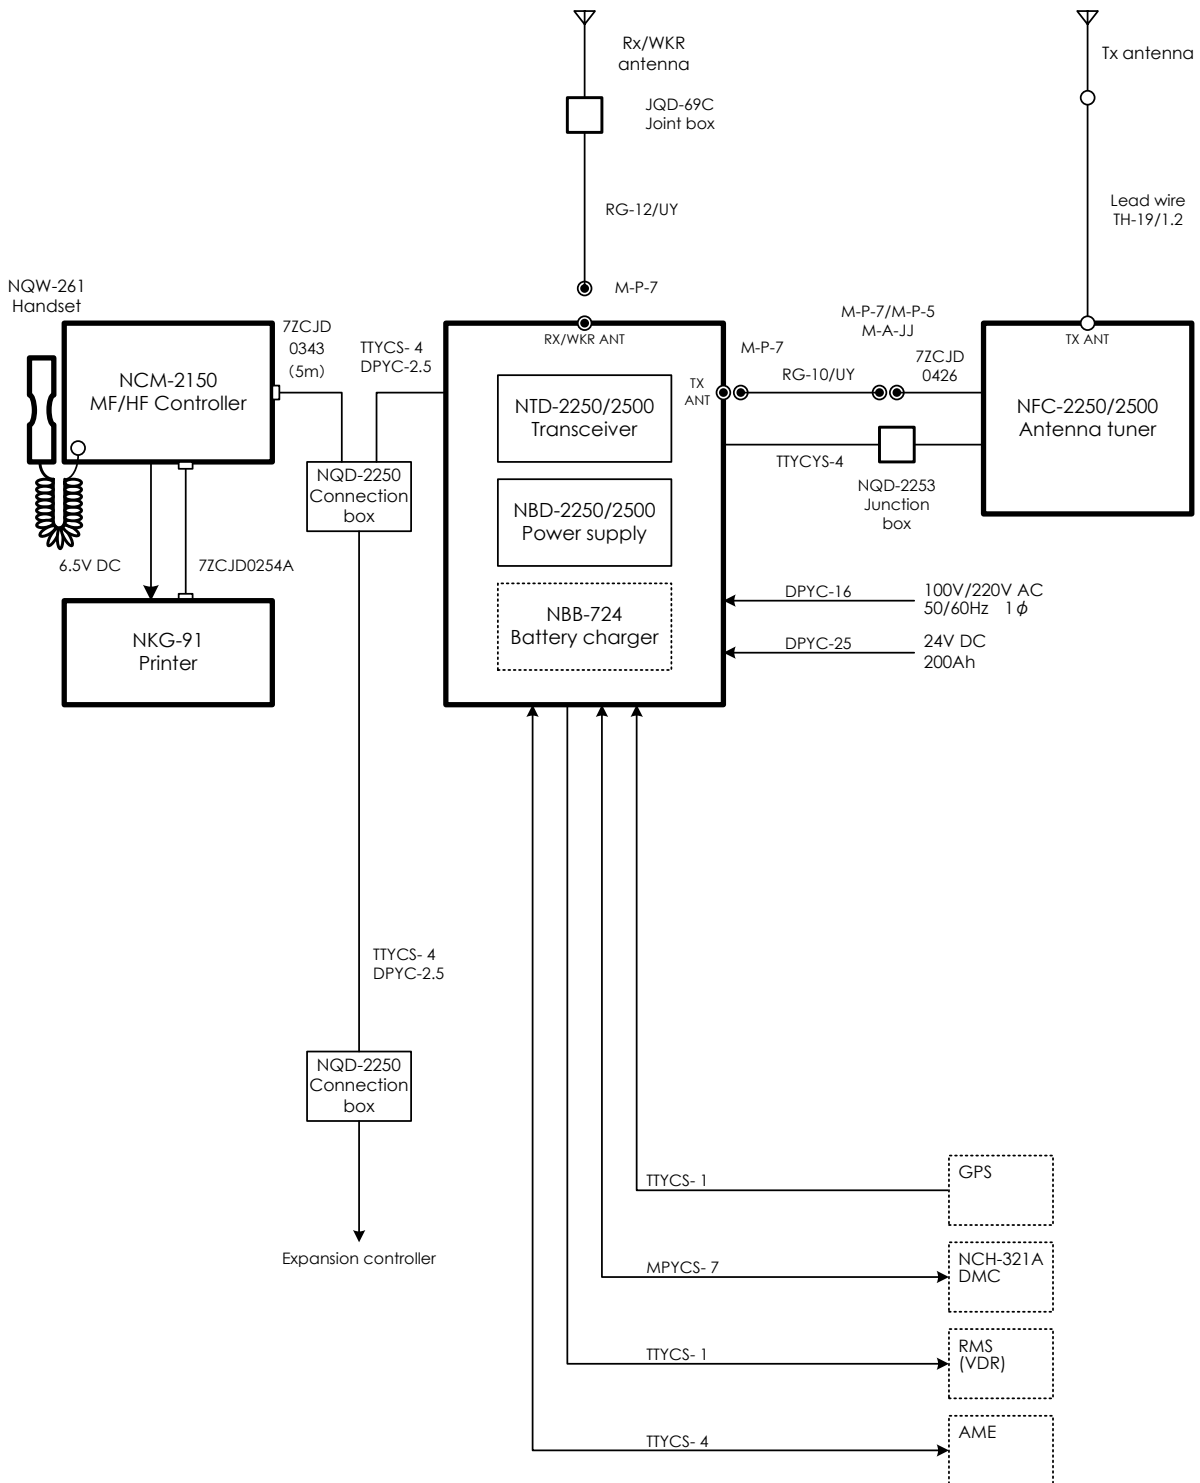 Rx/WKR
antenna
Tx antenna
JQD-69C
Joint box
RG-12/UY
Lead wire
TH-19/1.2
NQW-261
Handset
M-P-7
7ZCJD
0343
(5m)
TTYCS- 4
DPYC-2.5
RX/WKR ANT
M-P-7
M-P-7/M-P-5
M-A-JJ
7ZCJD
0426
TX ANT
NCM-2150
MF/HF Controller
NTD-2250/2500
Transceiver
TX
ANT
RG-10/UY
NFC-2250/2500
Antenna tuner
TTYCYS-4
NQD-2250
Connection
box
NQD-2253
Junction
box
NBD-2250/2500
Power supply
6.5V DC
7ZCJD0254A
NKG-91
Printer
NBB-724
Battery charger
DPYC-16
100V/220V AC
50/60Hz 1ϕ
DPYC-25
24V DC
200Ah
TTYCS- 4
DPYC-2.5
NQD-2250
Connection
box
Expansion controller
TTYCS- 1
GPS
MPYCS- 7
NCH-321A
DMC
TTYCS- 1
RMS
(VDR)
TTYCS- 4
AME